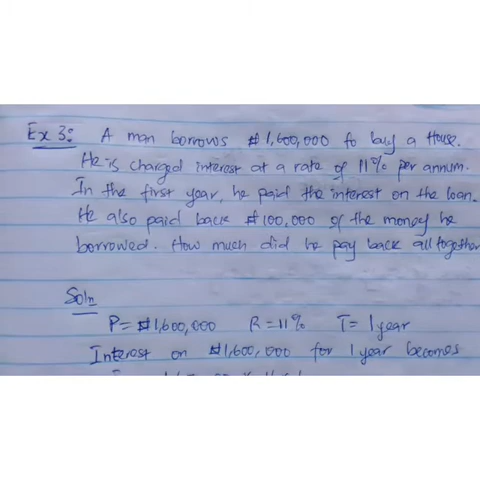 Ex 3: A man borrows ₦1,600,000 to buy a House.
He is charged interest at a rate of 11% per annum.
In the first year, he paid the interest on the loan.
He also paid back ₦100,000 of the money he
borrowed. How much did he pay back alltogether
Soln
P = ₦1,600,000 R = 11% T = 1 year
Interest on ₦1,600,000 for 1 year becomes